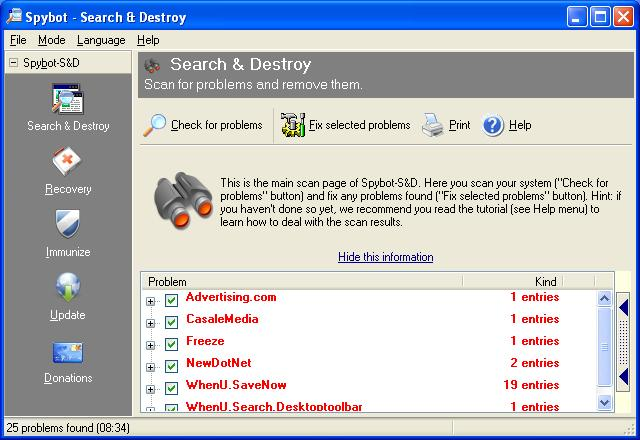 Spybot - Search & Destroy
File Mode Language Help
Spybot-S&D
Search & Destroy
Recovery
Immunize
Update
Donations
Search & Destroy
Scan for problems and remove them.
Check for problems Fix selected problems Print Help
This is the main scan page of Spybot-S&D. Here you scan your system ("Check for
problems" button) and fix any problems found ("Fix selected problems" button). Hint: if
you haven't done so yet, we recommend you read the tutorial (see Help menu) to
learn how to deal with the scan results.
Hide this information
Problem Kind
Advertising.com 1 entries
CasaleMedia 1 entries
Freeze 1 entries
NewDotNet 2 entries
WhenU.SaveNow 19 entries
WhenU.Search.Desktoptoolbar 1 entries
25 problems found (08:34)